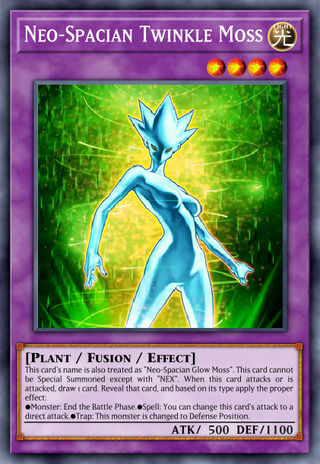 NEO-SPACIAN TWINKLE MOSS
LIGHT
光
[PLANT / FUSION / EFFECT]
This card's name is also treated as "Neo-Spacian Glow Moss". This card cannot
be Special Summoned except with "NEX". When this card attacks or is
attacked, draw 1 card. Reveal that card, and based on its type apply the proper
effect:
●Monster: End the Battle Phase.●Spell: You can change this card's attack to a
direct attack.●Trap: This monster is changed to Defense Position.
ATK/ 500 DEF/1100